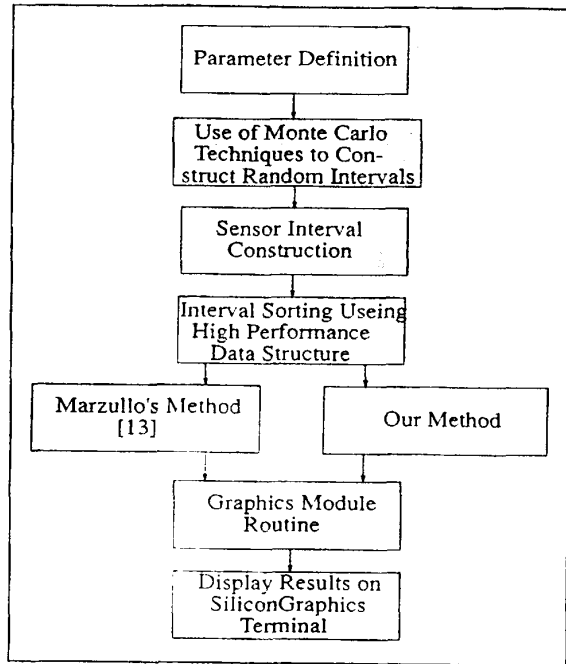 Parameter Definition
Use of Monte Carlo
Techniques to Con-
struct Random Intervals
Sensor Interval
Construction
Interval Sorting Useing
High Performance
Data Structure
Marzullo's Method
[13]
Our Method
Graphics Module
Routine
Display Results on
SiliconGraphics
Terminal